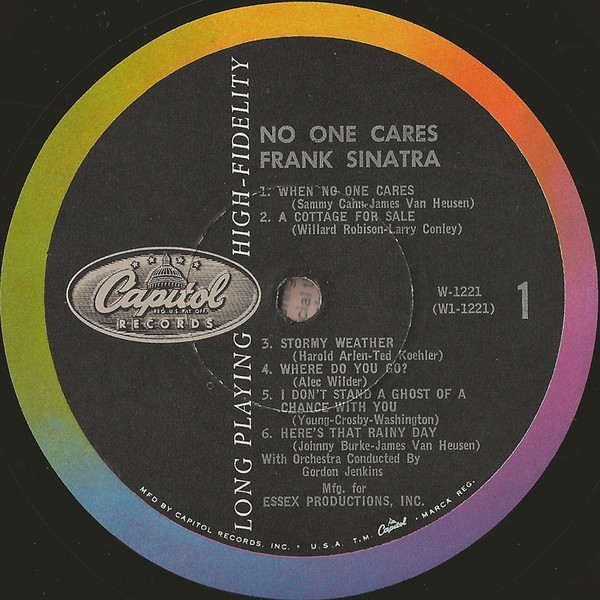 LONG PLAYING HIGH-FIDELITY
NO ONE CARES
FRANK SINATRA
1. WHEN NO ONE CARES
(Sammy Cahn-James Van Heusen)
2. A COTTAGE FOR SALE
(Willard Robison-Larry Conley)
Capitol
REG. U.S. PAT. OFF.
RECORDS
W-1221
(W1-1221)
1
3. STORMY WEATHER
(Harold Arlen-Ted Koehler)
4. WHERE DO YOU GO?
(Alec Wilder)
5. I DON'T STAND A GHOST OF A
CHANCE WITH YOU
(Young-Crosby-Washington)
6. HERE'S THAT RAINY DAY
(Johnny Burke-James Van Heusen)
With Orchestra Conducted By
Gordon Jenkins
Mfg. for
ESSEX PRODUCTIONS, INC.
MFD BY CAPITOL RECORDS, INC. • U.S.A. T.M. Capitol • MARCA REG.